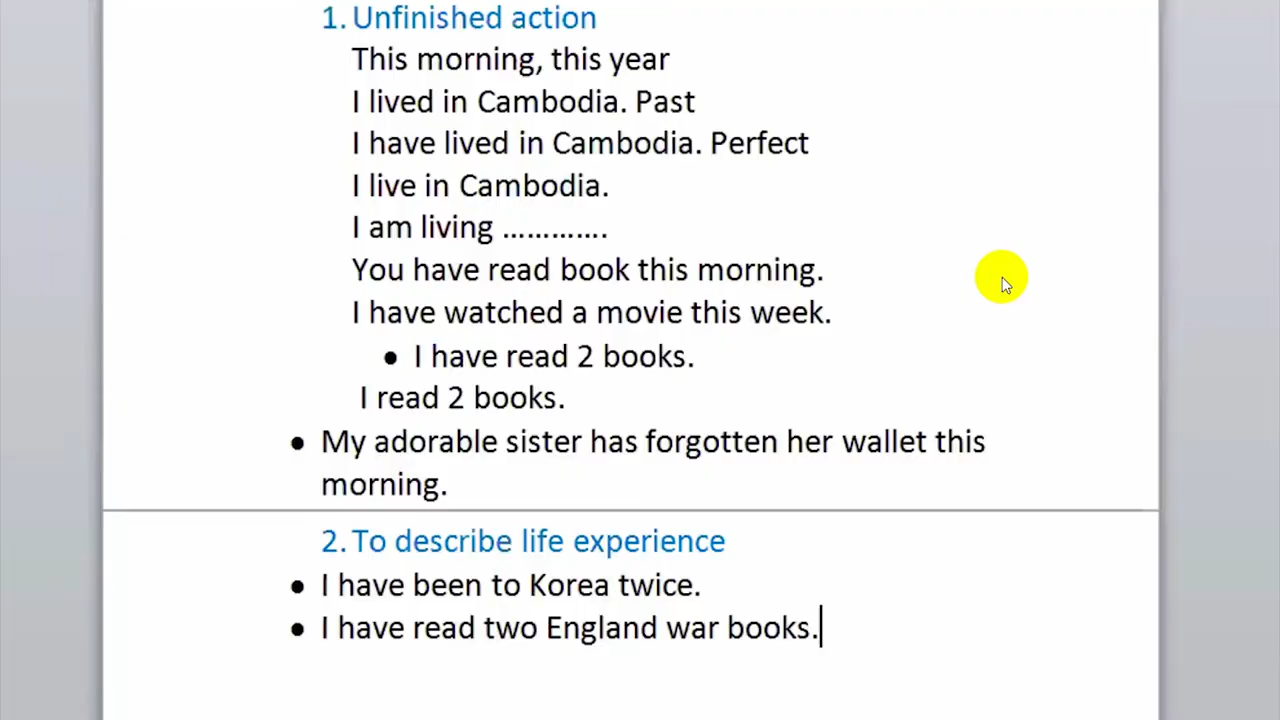 1. Unfinished action
This morning, this year
I lived in Cambodia. Past
I have lived in Cambodia. Perfect
I live in Cambodia.
I am living ………….
You have read book this morning.
I have watched a movie this week.
• I have read 2 books.
I read 2 books.
• My adorable sister has forgotten her wallet this
morning.
2. To describe life experience
• I have been to Korea twice.
• I have read two England war books.